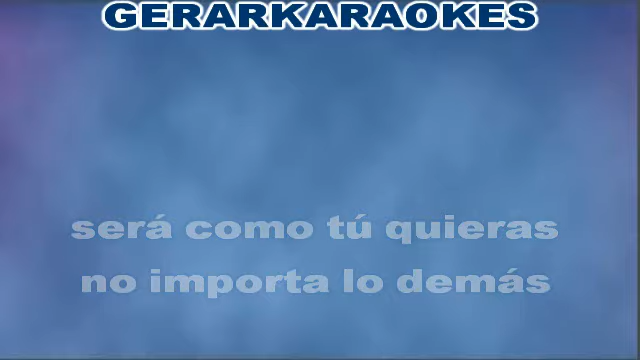 GERARKARAOKES
será como tú quieras
no importa lo demás